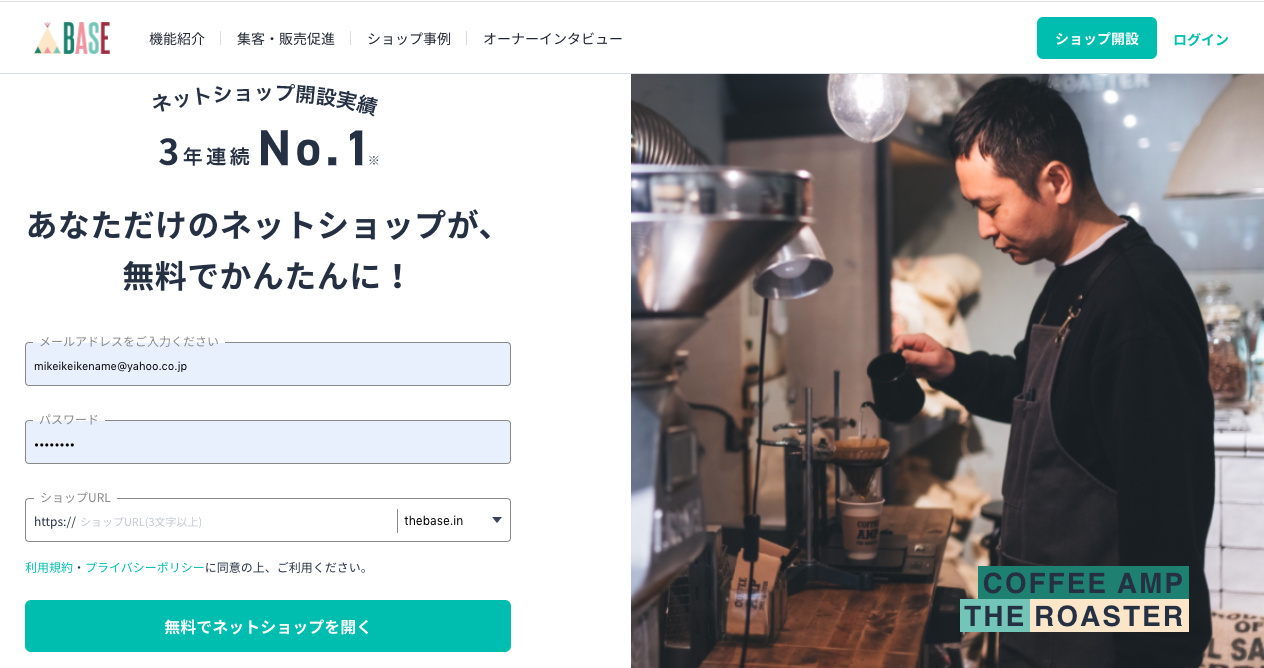 BASE
機能紹介
集客・販売促進
ショップ事例
オーナーインタビュー
ショップ開設
ログイン
ネットショップ開設実績
3年連続 No.1※
あなただけのネットショップが、
無料でかんたんに！
メールアドレスをご入力ください
mikeikeikename@yahoo.co.jp
パスワード
••••••••
ショップURL
https:// ショップURL(3文字以上) thebase.in
利用規約・プライバシーポリシーに同意の上、ご利用ください。
無料でネットショップを開く
ROASTER
COFFEE
AMP
COFFEE AMP
THE ROASTER